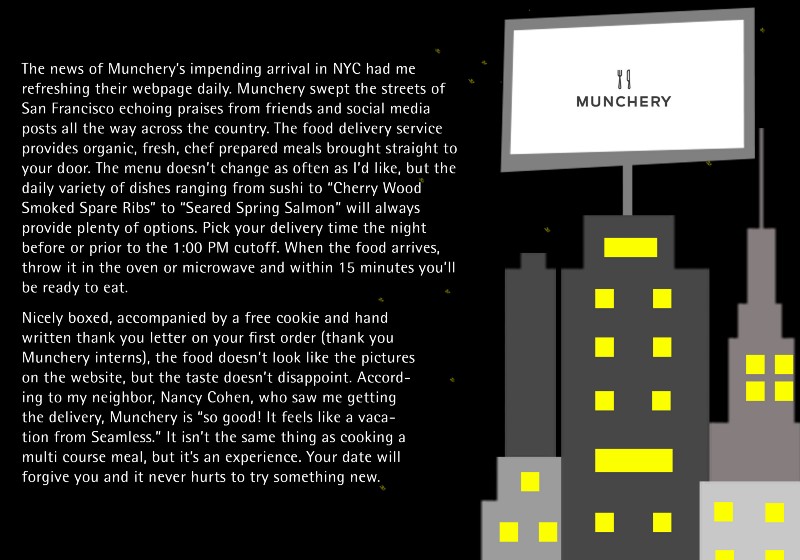 The news of Munchery's impending arrival in NYC had me
refreshing their webpage daily. Munchery swept the streets of
San Francisco echoing praises from friends and social media
posts all the way across the country. The food delivery service
provides organic, fresh, chef prepared meals brought straight to
your door. The menu doesn't change as often as I'd like, but the
daily variety of dishes ranging from sushi to “Cherry Wood
Smoked Spare Ribs” to “Seared Spring Salmon” will always
provide plenty of options. Pick your delivery time the night
before or prior to the 1:00 PM cutoff. When the food arrives,
throw it in the oven or microwave and within 15 minutes you'll
be ready to eat.
Nicely boxed, accompanied by a free cookie and hand
written thank you letter on your first order (thank you
Munchery interns), the food doesn't look like the pictures
on the website, but the taste doesn't disappoint. Accord-
ing to my neighbor, Nancy Cohen, who saw me getting
the delivery, Munchery is “so good! It feels like a vaca-
tion from Seamless.” It isn't the same thing as cooking a
multi course meal, but it's an experience. Your date will
forgive you and it never hurts to try something new.
MUNCHERY